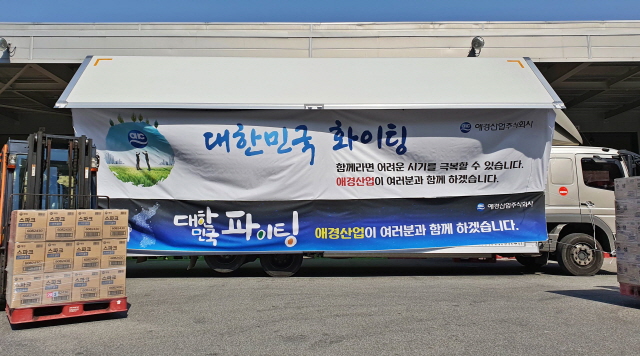 대한민국 화이팅
애경산업주식회사
함께라면 어려운 시기를 극복할 수 있습니다.
애경산업이 여러분과 함께 하겠습니다.
대한민국 파이팅
애경산업이 여러분과 함께 하겠습니다.
애경산업주식회사
스파크